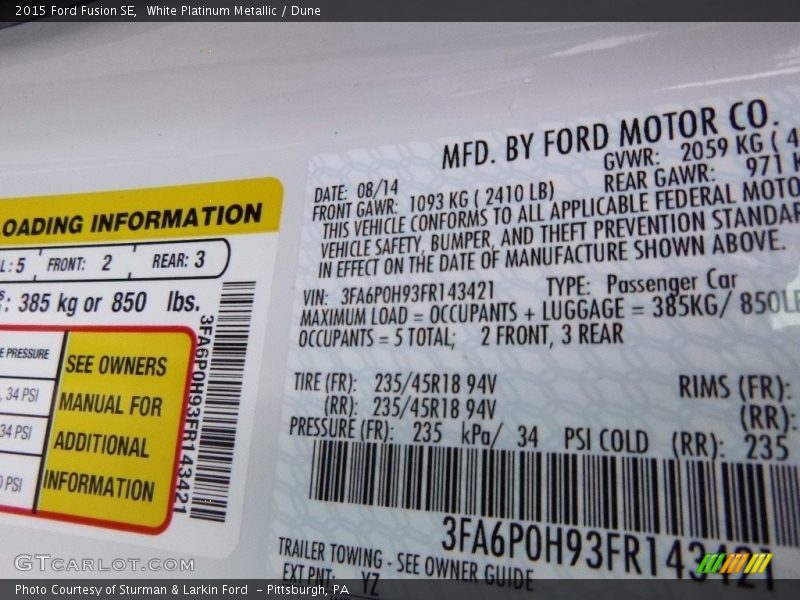 2015 Ford Fusion SE,  White Platinum Metallic / Dune
LOADING INFORMATION
L : 5 FRONT: 2 REAR: 3
385 kg or 850 lbs.
PRESSURE
34 PSI
34 PSI
PSI
SEE OWNERS
MANUAL FOR
ADDITIONAL
INFORMATION
3FA6P0H93FR143421
MFD. BY FORD MOTOR CO.
DATE: 08/14 GVWR: 2059 KG ( 4
FRONT GAWR: 1093 KG ( 2410 LB) REAR GAWR: 971 K
THIS VEHICLE CONFORMS TO ALL APPLICABLE FEDERAL MOTO
VEHICLE SAFETY, BUMPER, AND THEFT PREVENTION STANDAR
IN EFFECT ON THE DATE OF MANUFACTURE SHOWN ABOVE.
VIN: 3FA6P0H93FR143421 TYPE: Passenger Car
MAXIMUM LOAD = OCCUPANTS + LUGGAGE = 385KG/ 850LB
OCCUPANTS = 5 TOTAL; 2 FRONT, 3 REAR
TIRE (FR): 235/45R18 94V RIMS (FR):
(RR): 235/45R18 94V (RR):
PRESSURE (FR): 235 kPa/ 34 PSI COLD (RR): 235
3FA6P0H93FR143421
TRAILER TOWING - SEE OWNER GUIDE
EXT PNT: YZ
GTCARLOT.COM
Photo Courtesy of Sturman & Larkin Ford  - Pittsburgh, PA